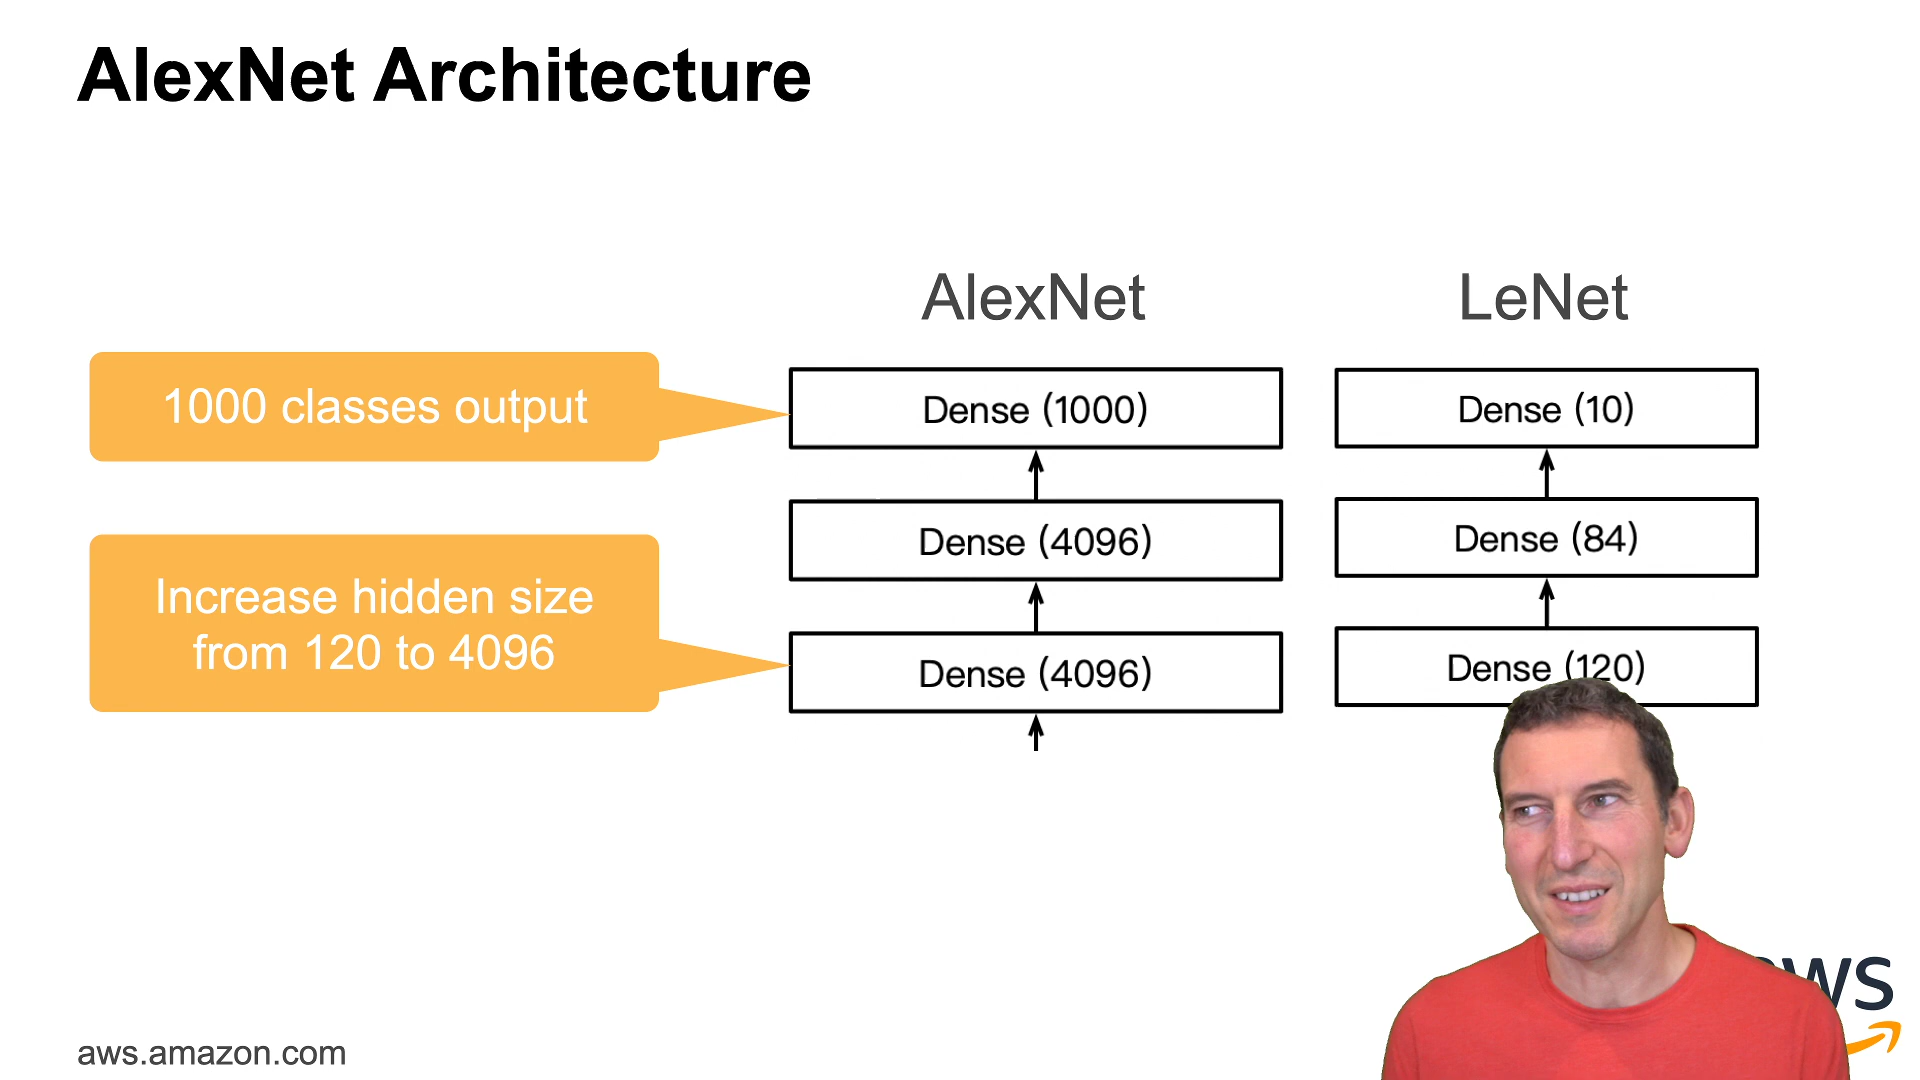 AlexNet Architecture
AlexNet
LeNet
1000 classes output
Dense (1000)
Dense (10)
Dense (4096)
Dense (84)
Increase hidden size
from 120 to 4096
Dense (4096)
Dense (120)
aws.amazon.com